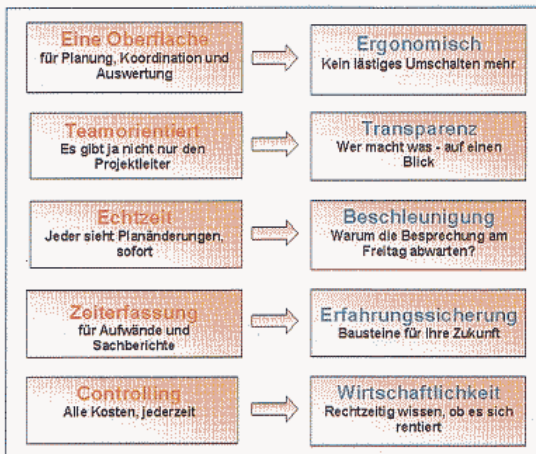 Eine Oberfläche
für Planung, Koordination und
Auswertung
Ergonomisch
Kein lästiges Umschalten mehr
Teamorientiert
Es gibt ja nicht nur den
Projektleiter
Transparenz
Wer macht was - auf einen
Blick
Echtzeit
Jeder sieht Planänderungen,
sofort
Beschleunigung
Warum die Besprechung am
Freitag abwarten?
Zeiterfassung
für Aufwände und
Sachberichte
Erfahrungssicherung
Bausteine für Ihre Zukunft
Controlling
Alle Kosten, jederzeit
Wirtschaftlichkeit
Rechtzeitig wissen, ob es sich
rentiert